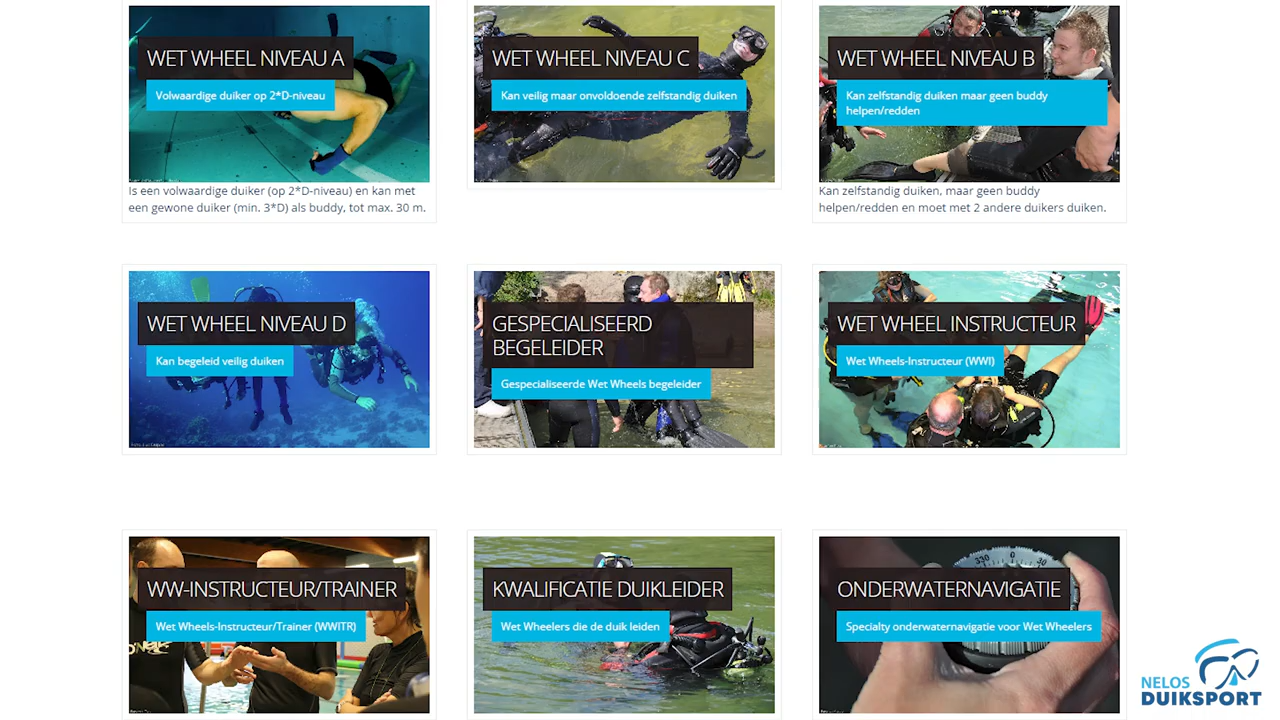 WET WHEEL NIVEAU A
Volwaardige duiker op 2*D-niveau
Is een volwaardige duiker (op 2*D-niveau) en kan met
een gewone duiker (min. 3*D) als buddy, tot max. 30 m.
WET WHEEL NIVEAU C
Kan veilig maar onvoldoende zelfstandig duiken
WET WHEEL NIVEAU B
Kan zelfstandig duiken maar geen buddy
helpen/redden
Kan zelfstandig duiken, maar geen buddy
helpen/redden en moet met 2 andere duikers duiken.
WET WHEEL NIVEAU D
Kan begeleid veilig duiken
GESPECIALISEERD
BEGELEIDER
Gespecialiseerde Wet Wheels begeleider
WET WHEEL INSTRUCTEUR
Wet Wheels-Instructeur (WWI)
WW-INSTRUCTEUR/TRAINER
Wet Wheels-Instructeur/Trainer (WWITR)
KWALIFICATIE DUIKLEIDER
Wet Wheelers die de duik leiden
ONDERWATERNAVIGATIE
Specialty onderwaternavigatie voor Wet Wheelers
330 0 30
NELOS
DUIKSPORT